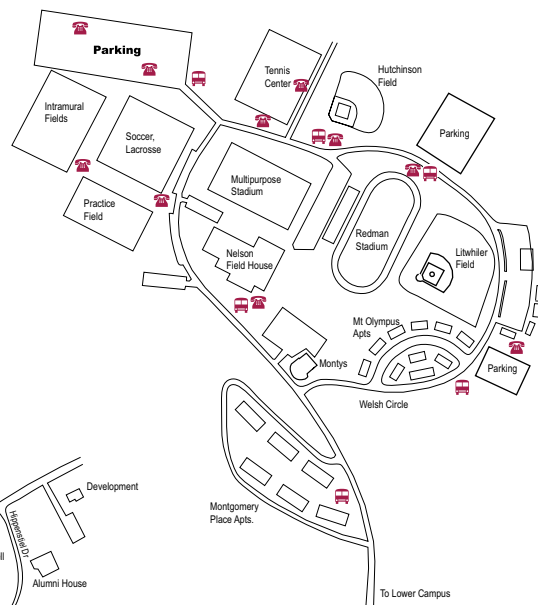 Parking
Tennis
Center
Hutchinson
Field
Intramural
Fields
Soccer,
Lacrosse
Parking
Multipurpose
Stadium
Practice
Field
Redman
Stadium
Nelson
Field House
Litwhiler
Field
Mt Olympus
Apts
Montys
Parking
Welsh Circle
Development
Montgomery
Place Apts.
Hippenstiel Dr
ll
Alumni House
To Lower Campus